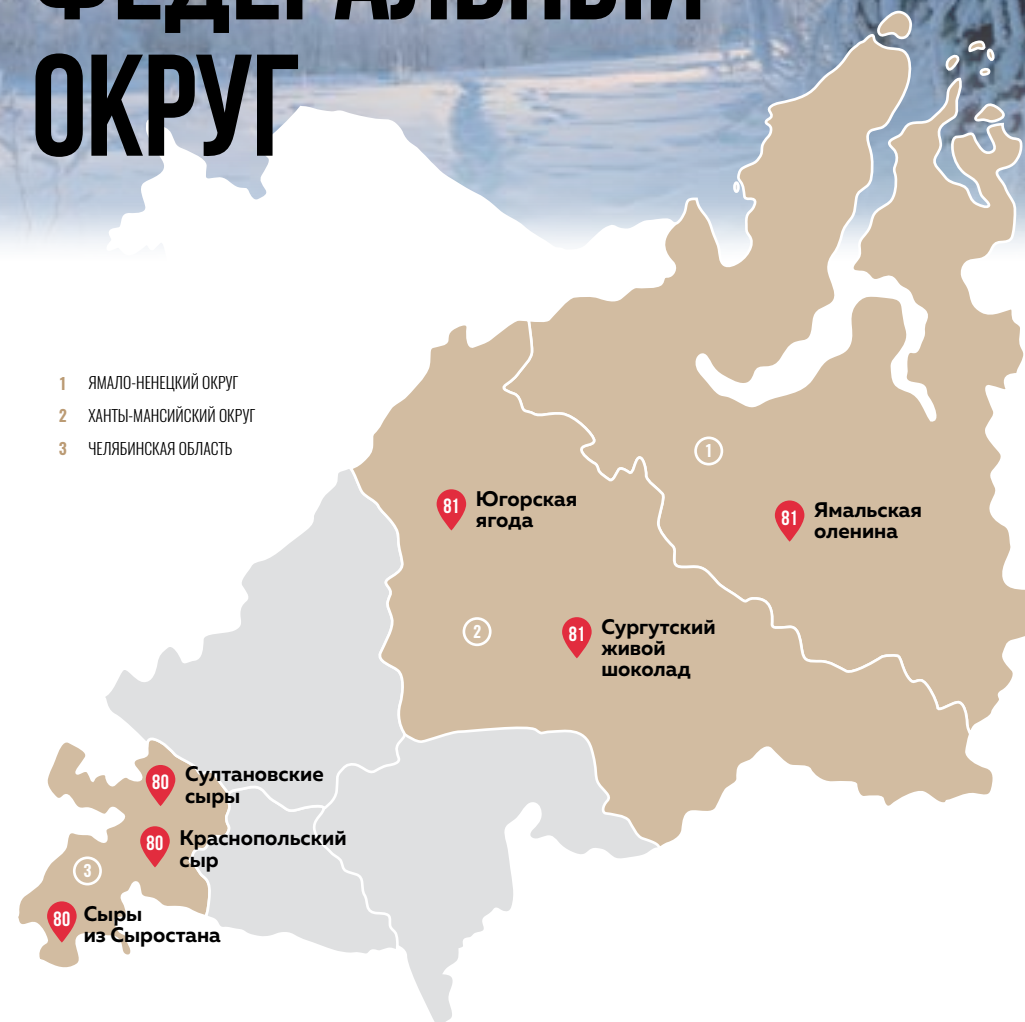 ФЕДЕРАЛЬНЫЙ
ОКРУГ
1 ЯМАЛО-НЕНЕЦКИЙ ОКРУГ
2 ХАНТЫ-МАНСИЙСКИЙ ОКРУГ
3 ЧЕЛЯБИНСКАЯ ОБЛАСТЬ
1
81 Югорская
ягода
81 Ямальская
оленина
2
81 Сургутский
живой
шоколад
80 Султановские
сыры
80 Краснопольский
сыр
3
80 Сыры
из Сыростана